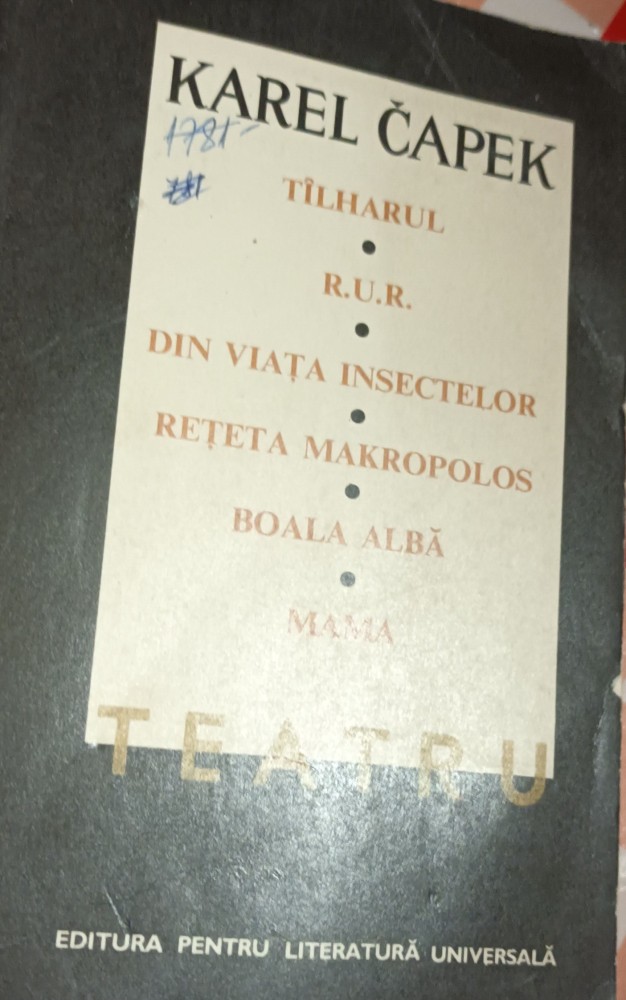 KAREL ČAPEK
1781-
TÎLHARUL
R.U.R.
DIN VIAȚA INSECTELOR
REȚETA MAKROPOLOS
BOALA ALBĂ
MAMA
TEATRU
EDITURA PENTRU LITERATURĂ UNIVERSALĂ